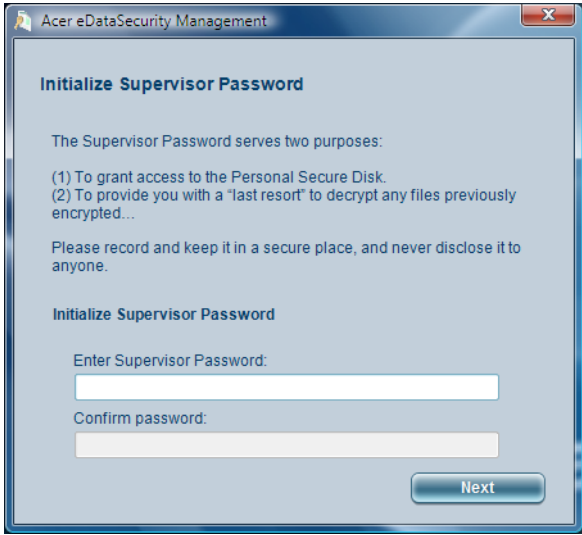 Acer eDataSecurity Management
Initialize Supervisor Password
The Supervisor Password serves two purposes:
(1) To grant access to the Personal Secure Disk.
(2) To provide you with a “last resort” to decrypt any files previously
encrypted...
Please record and keep it in a secure place, and never disclose it to
anyone.
Initialize Supervisor Password
Enter Supervisor Password:
Confirm password:
Next